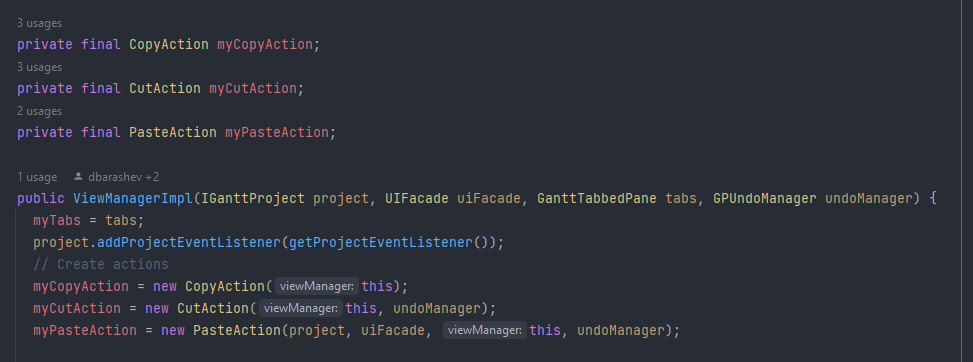 3 usages
private final CopyAction myCopyAction;
3 usages
private final CutAction myCutAction;
2 usages
private final PasteAction myPasteAction;
1 usage dbarashev +2
public ViewManagerImpl(IGanttProject project, UIFacade uiFacade, GanttTabbedPane tabs, GPUndoManager undoManager) {
myTabs = tabs;
project.addProjectEventListener(getProjectEventListener());
// Create actions
myCopyAction = new CopyAction( viewManager: this);
myCutAction = new CutAction( viewManager: this, undoManager);
myPasteAction = new PasteAction(project, uiFacade, viewManager: this, undoManager);